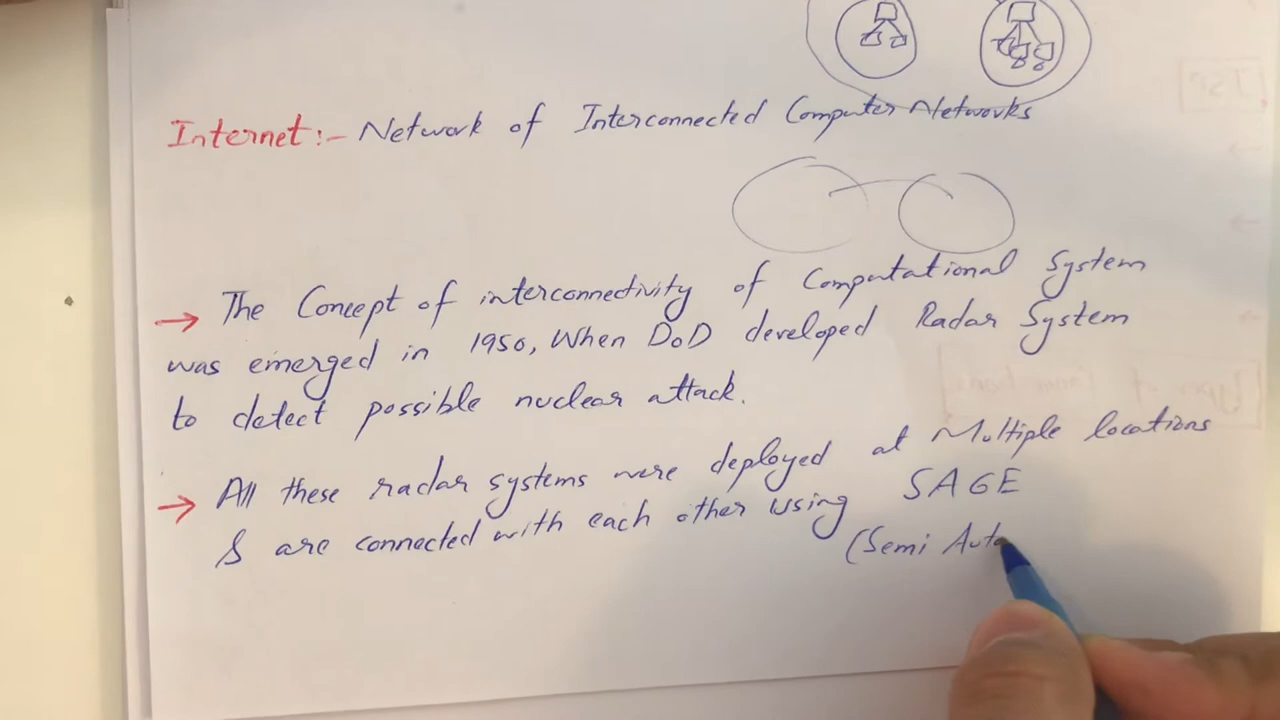 Internet:- Network of Interconnected Computer Networks
→ The Concept of interconnectivity of Computational System
was emerged in 1950, When DoD developed Radar System
to detect possible nuclear attack.
→ All these radar systems were deployed at Multiple locations
& are connected with each other using SAGE
(Semi Auto